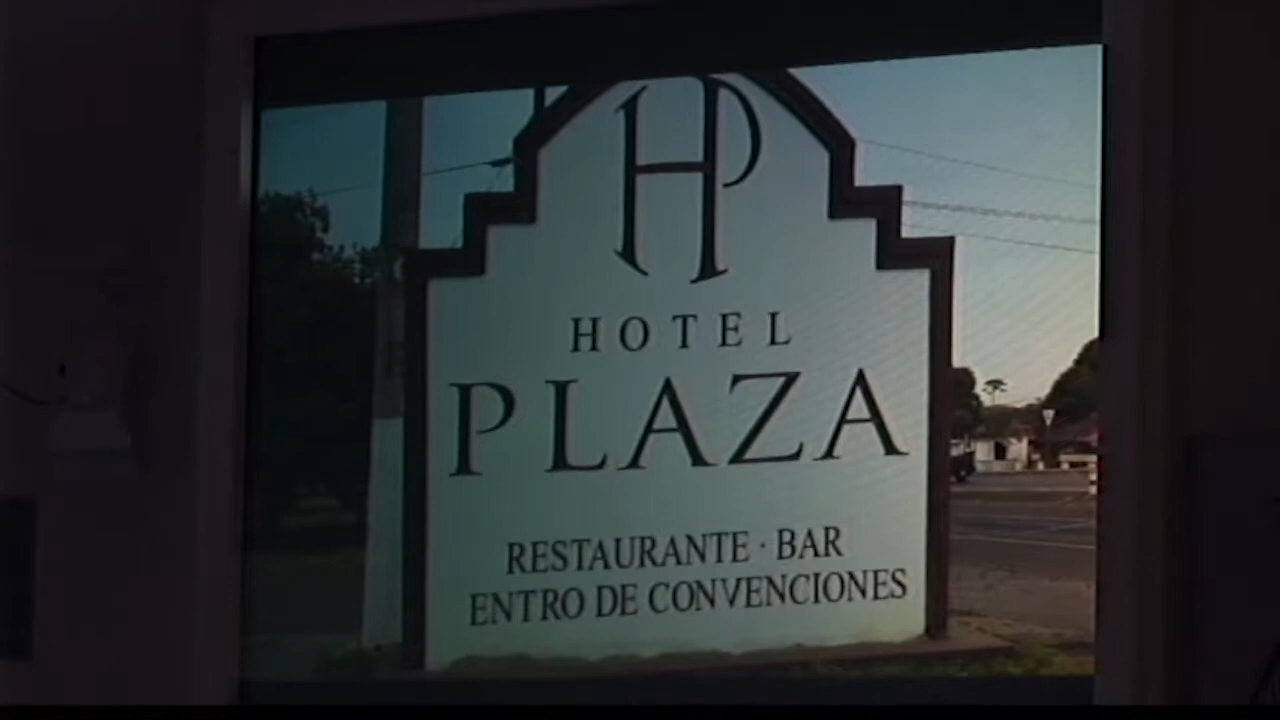 HP
HOTEL
PLAZA
RESTAURANTE · BAR
ENTRO DE CONVENCIONES